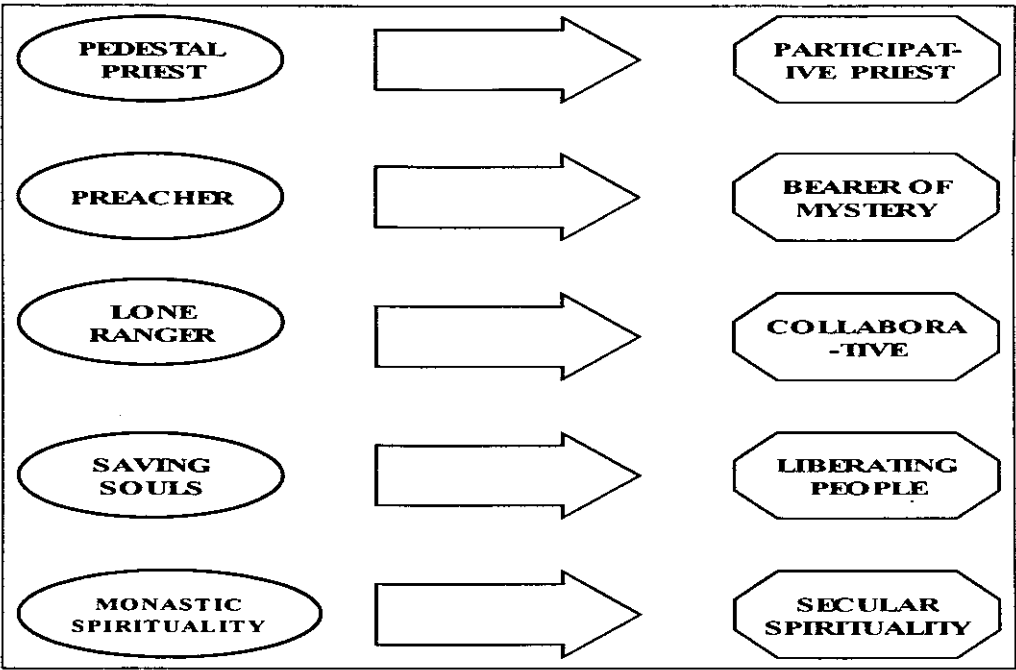 PEDESTAL
PRIEST
PARTICIPAT-
IVE PRIEST
PREACHER
BEARER OF
MYSTERY
LONE
RANGER
COLLABORA
-TIVE
SAVING
SOULS
LIBERATING
PEOPLE
MONASTIC
SPIRITUALITY
SECULAR
SPIRITUALITY